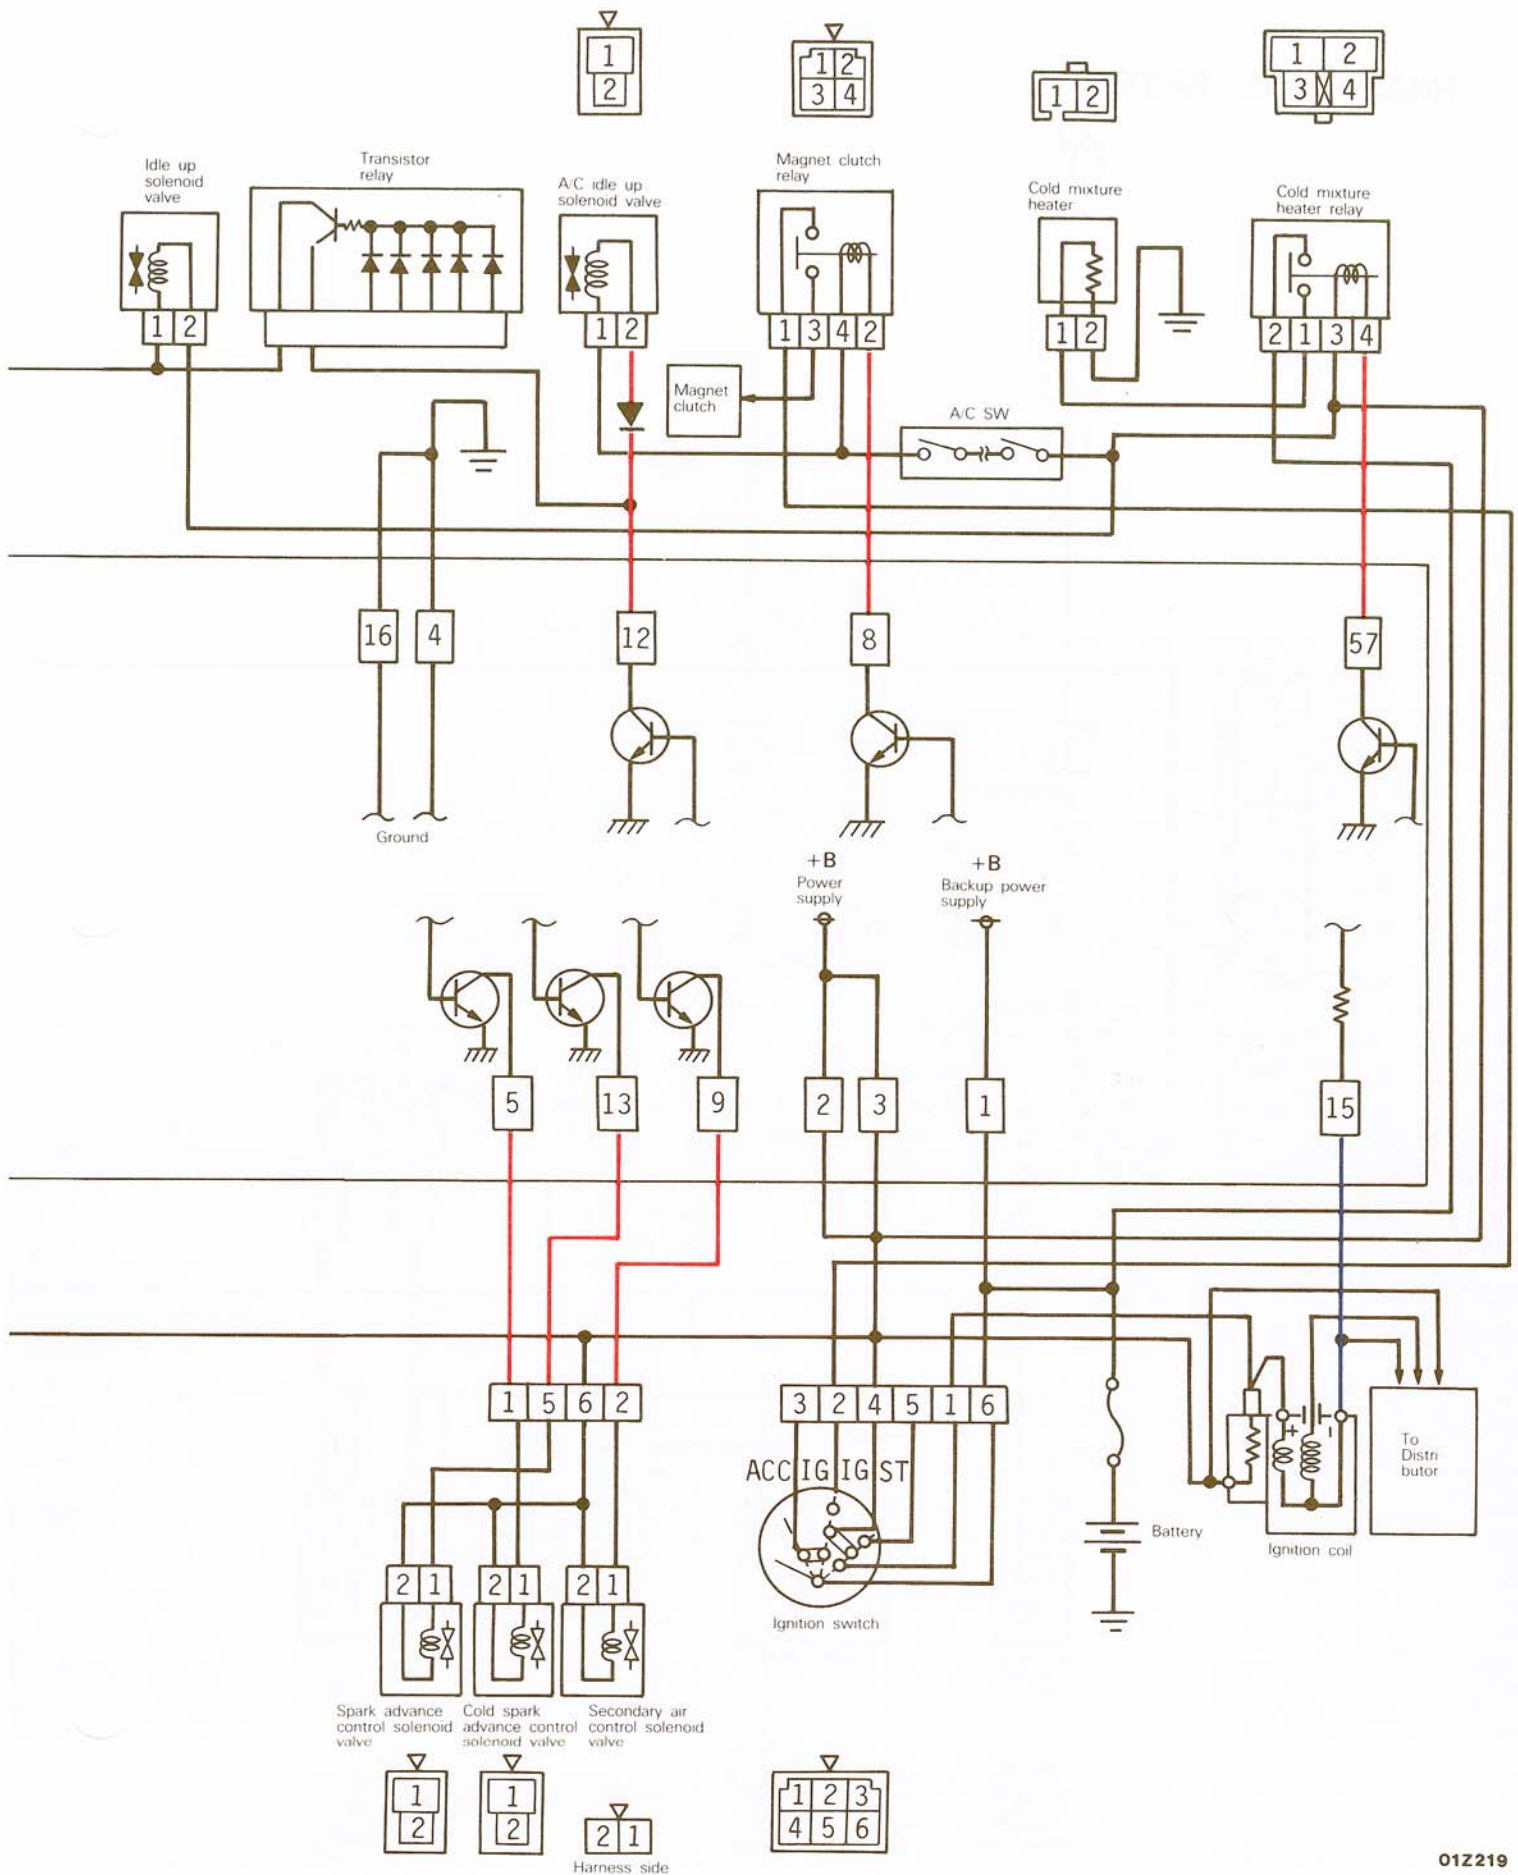 1
2
1 2
3 4
1 2
1 2
3 4
Idle up
solenoid
valve
Transistor
relay
A/C idle up
solenoid valve
Magnet clutch
relay
Cold mixture
heater
Cold mixture
heater relay
1 2
1 2
1 3 4 2
1 2
2 1 3 4
Magnet
clutch
A/C SW
16
4
12
8
57
Ground
+B
Power
supply
+B
Backup power
supply
5
13
9
2
3
1
15
1 5 6 2
3 2 4 5 1 6
ACC IG IG ST
+ -
To
Distri
butor
Battery
Ignition coil
2 1
2 1
2 1
Ignition switch
Spark advance
control solenoid
valve
Cold spark
advance control
solenoid valve
Secondary air
control solenoid
valve
1
2
1
2
2 1
Harness side
1 2 3
4 5 6
01Z219